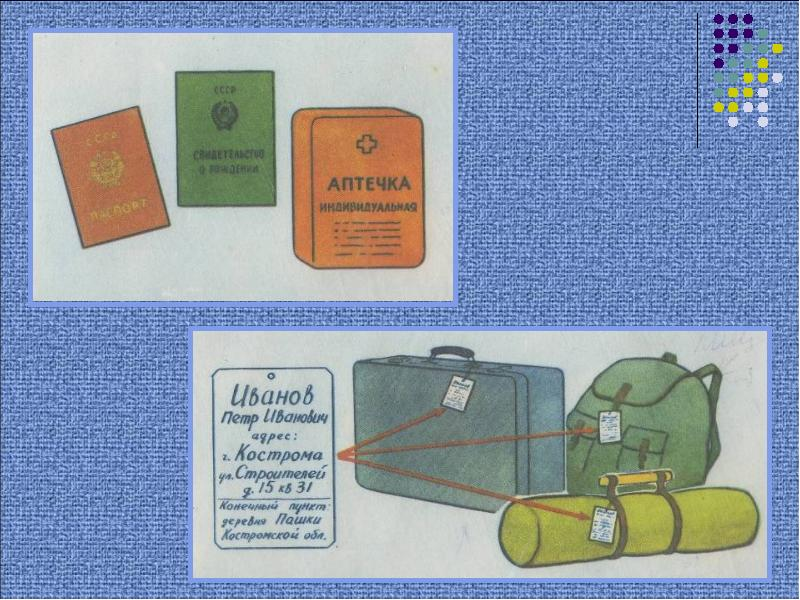 СССР
ПАСПОРТ
СССР
СВИДЕТЕЛЬСТВО
О РОЖДЕНИИ
АПТЕЧКА
ИНДИВИДУАЛЬНАЯ
Иванов
Петр Иванович
адрес:
г. Кострома
ул. Строителей
д. 15 кв 31
Конечный пункт:
деревня Пашки
Костромской обл.